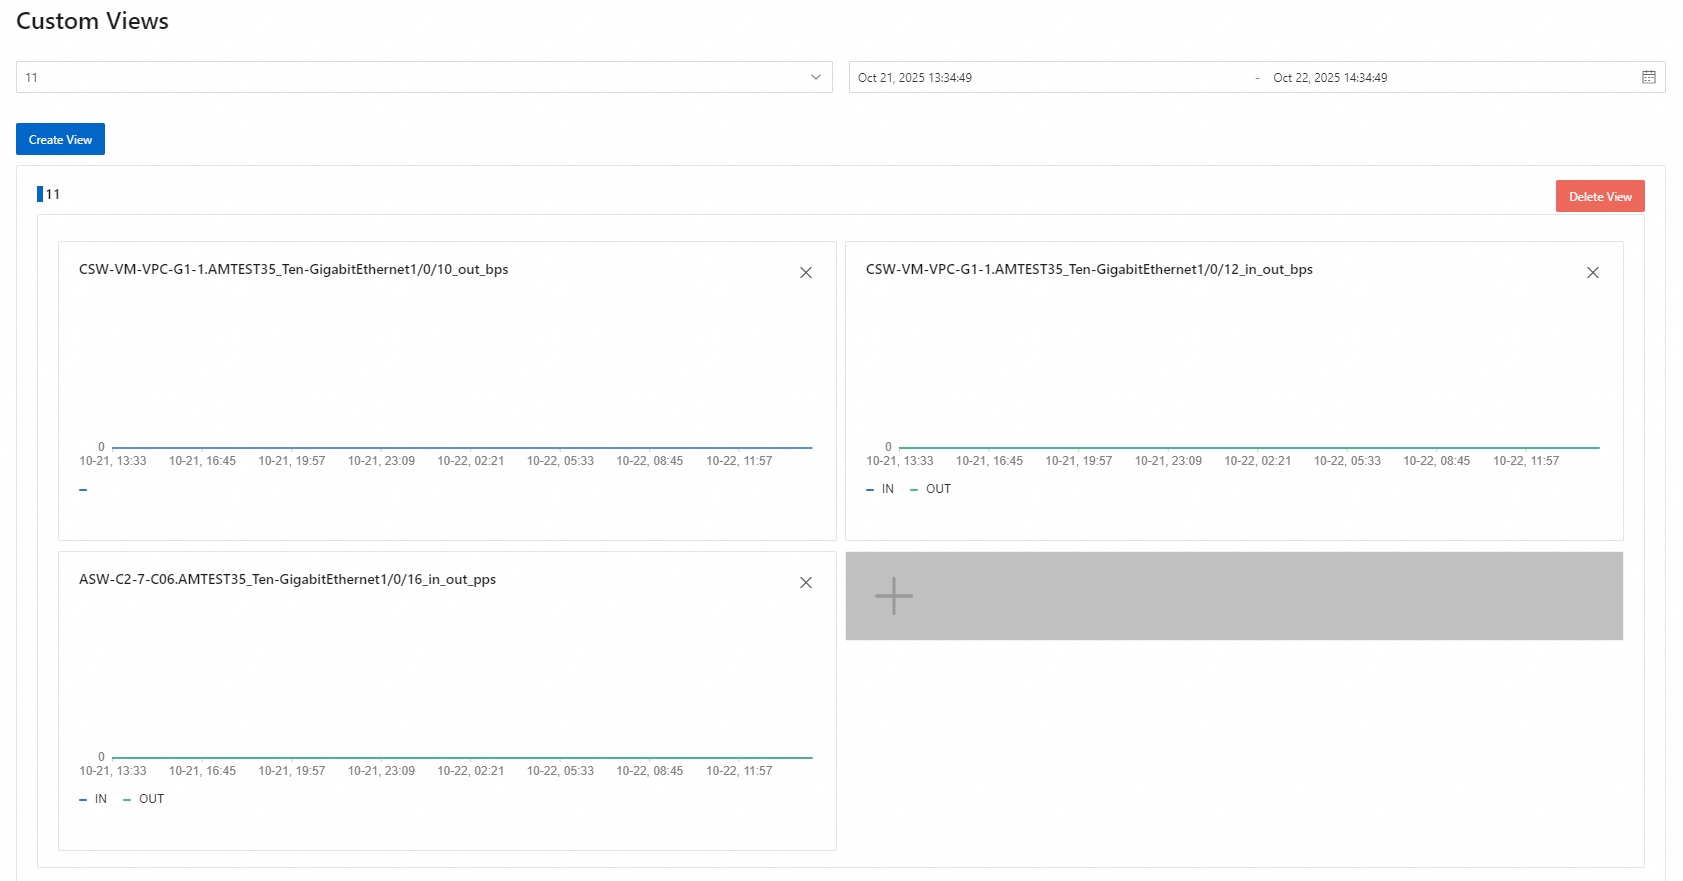 Custom Views
11
Oct 21, 2025 13:34:49 - Oct 22, 2025 14:34:49
Create View
11
Delete View
CSW-VM-VPC-G1-1.AMTEST35_Ten-GigabitEthernet1/0/10_out_bps
0
10-21, 13:33 10-21, 16:45 10-21, 19:57 10-21, 23:09 10-22, 02:21 10-22, 05:33 10-22, 08:45 10-22, 11:57
CSW-VM-VPC-G1-1.AMTEST35_Ten-GigabitEthernet1/0/12_in_out_bps
0
10-21, 13:33 10-21, 16:45 10-21, 19:57 10-21, 23:09 10-22, 02:21 10-22, 05:33 10-22, 08:45 10-22, 11:57
IN OUT
ASW-C2-7-C06.AMTEST35_Ten-GigabitEthernet1/0/16_in_out_pps
0
10-21, 13:33 10-21, 16:45 10-21, 19:57 10-21, 23:09 10-22, 02:21 10-22, 05:33 10-22, 08:45 10-22, 11:57
IN OUT